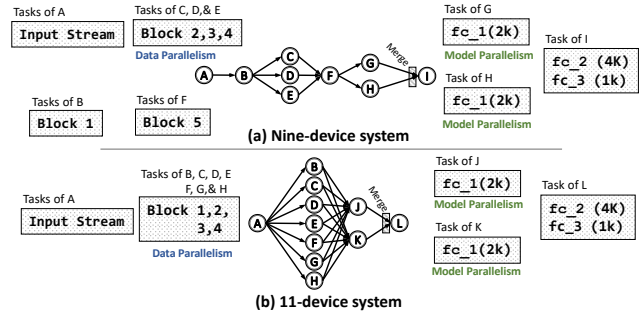 Tasks of A
Input Stream
Tasks of C, D,& E
Block 2,3,4
Data Parallelism
Tasks of B
Block 1
Tasks of F
Block 5
A
B
C
D
E
F
G
H
Merge
I
Task of G
fc_1(2k)
Model Parallelism
Task of H
fc_1(2k)
Model Parallelism
Task of I
fc_2 (4K)
fc_3 (1k)
(a) Nine-device system
Tasks of A
Input Stream
Tasks of B, C, D, E
F, G,& H
Block 1,2,
3,4
Data Parallelism
A
B
C
D
E
F
G
H
J
K
Merge
L
Task of J
fc_1(2k)
Model Parallelism
Task of K
fc_1(2k)
Model Parallelism
Task of L
fc_2 (4K)
fc_3 (1k)
(b) 11-device system